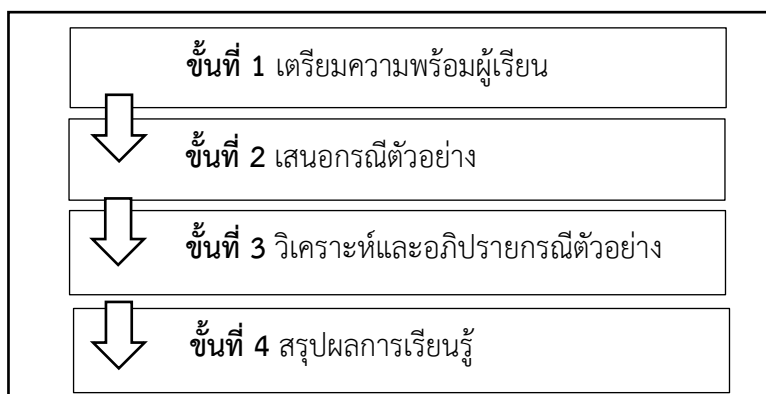 ขั้นที่ 1 เตรียมความพร้อมผู้เรียน
ขั้นที่ 2 เสนอกรณีตัวอย่าง
ขั้นที่ 3 วิเคราะห์และอภิปรายกรณีตัวอย่าง
ขั้นที่ 4 สรุปผลการเรียนรู้